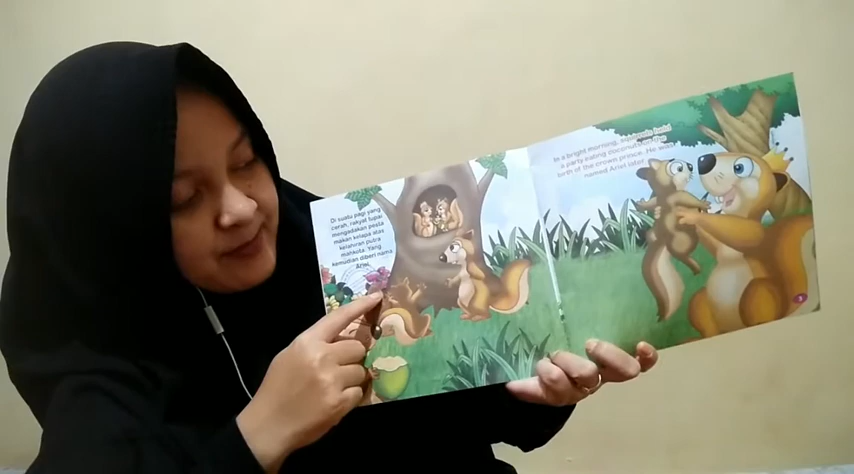 Di suatu pagi yang
cerah, rakyat tupai
mengadakan pesta
makan kelapa atas
kelahiran putra
mahkota. Yang
kemudian diberi nama
Ariel.
In a bright morning, squirrels held
a party eating coconut for the
birth of the crown prince. He was
named Ariel later.